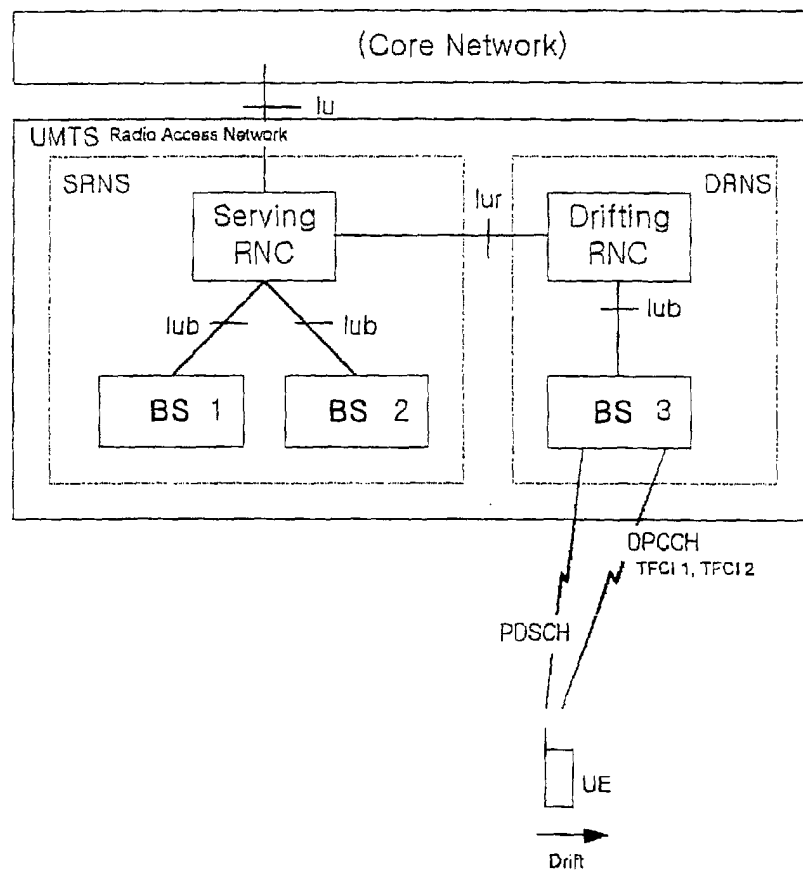 (Core Network)
Iu
UMTS Radio Access Network
SRNS
DRNS
Serving
RNC
Iur
Drifting
RNC
Iub
Iub
Iub
BS 1
BS 2
BS 3
DPCCH
TFCI 1, TFCI 2
PDSCH
UE
Drift